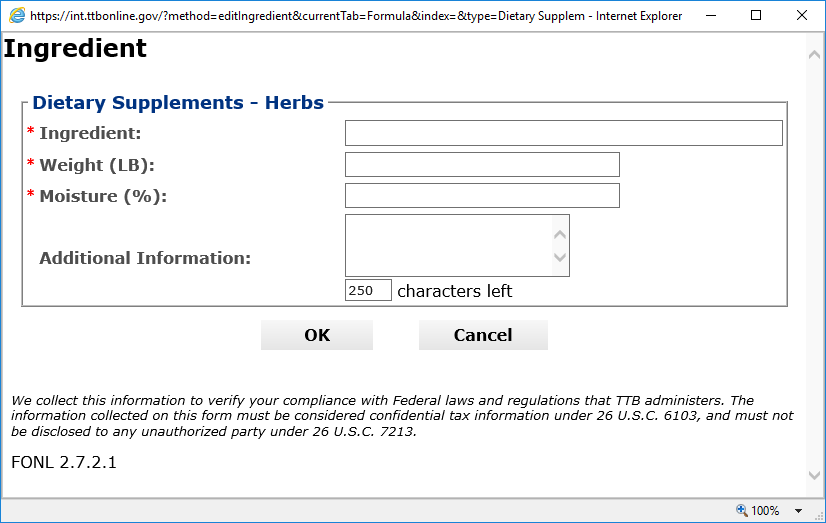 https://int.ttbonline.gov/?method=editIngredient&currentTab=Formula&index=&type=Dietary Supplem - Internet Explorer
Ingredient
Dietary Supplements - Herbs
* Ingredient:
* Weight (LB):
* Moisture (%):
Additional Information:
250 characters left
OK Cancel
We collect this information to verify your compliance with Federal laws and regulations that TTB administers. The
information collected on this form must be considered confidential tax information under 26 U.S.C. 6103, and must not
be disclosed to any unauthorized party under 26 U.S.C. 7213.
FONL 2.7.2.1
100%